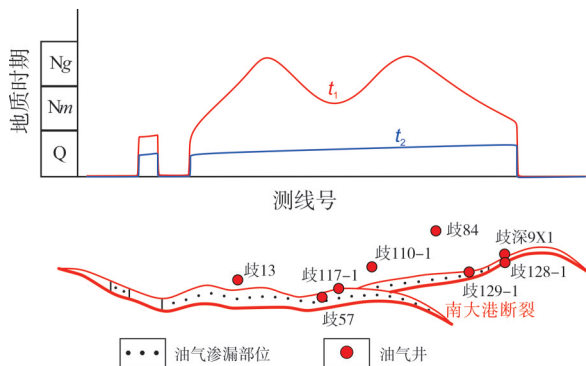 地质时期
Ng
Nm
Q
t₁
t₂
测线号
歧84
歧深9X1
歧110-1
歧13
歧117-1
歧128-1
歧129-1
歧57
南大港断裂
油气渗漏部位
油气井